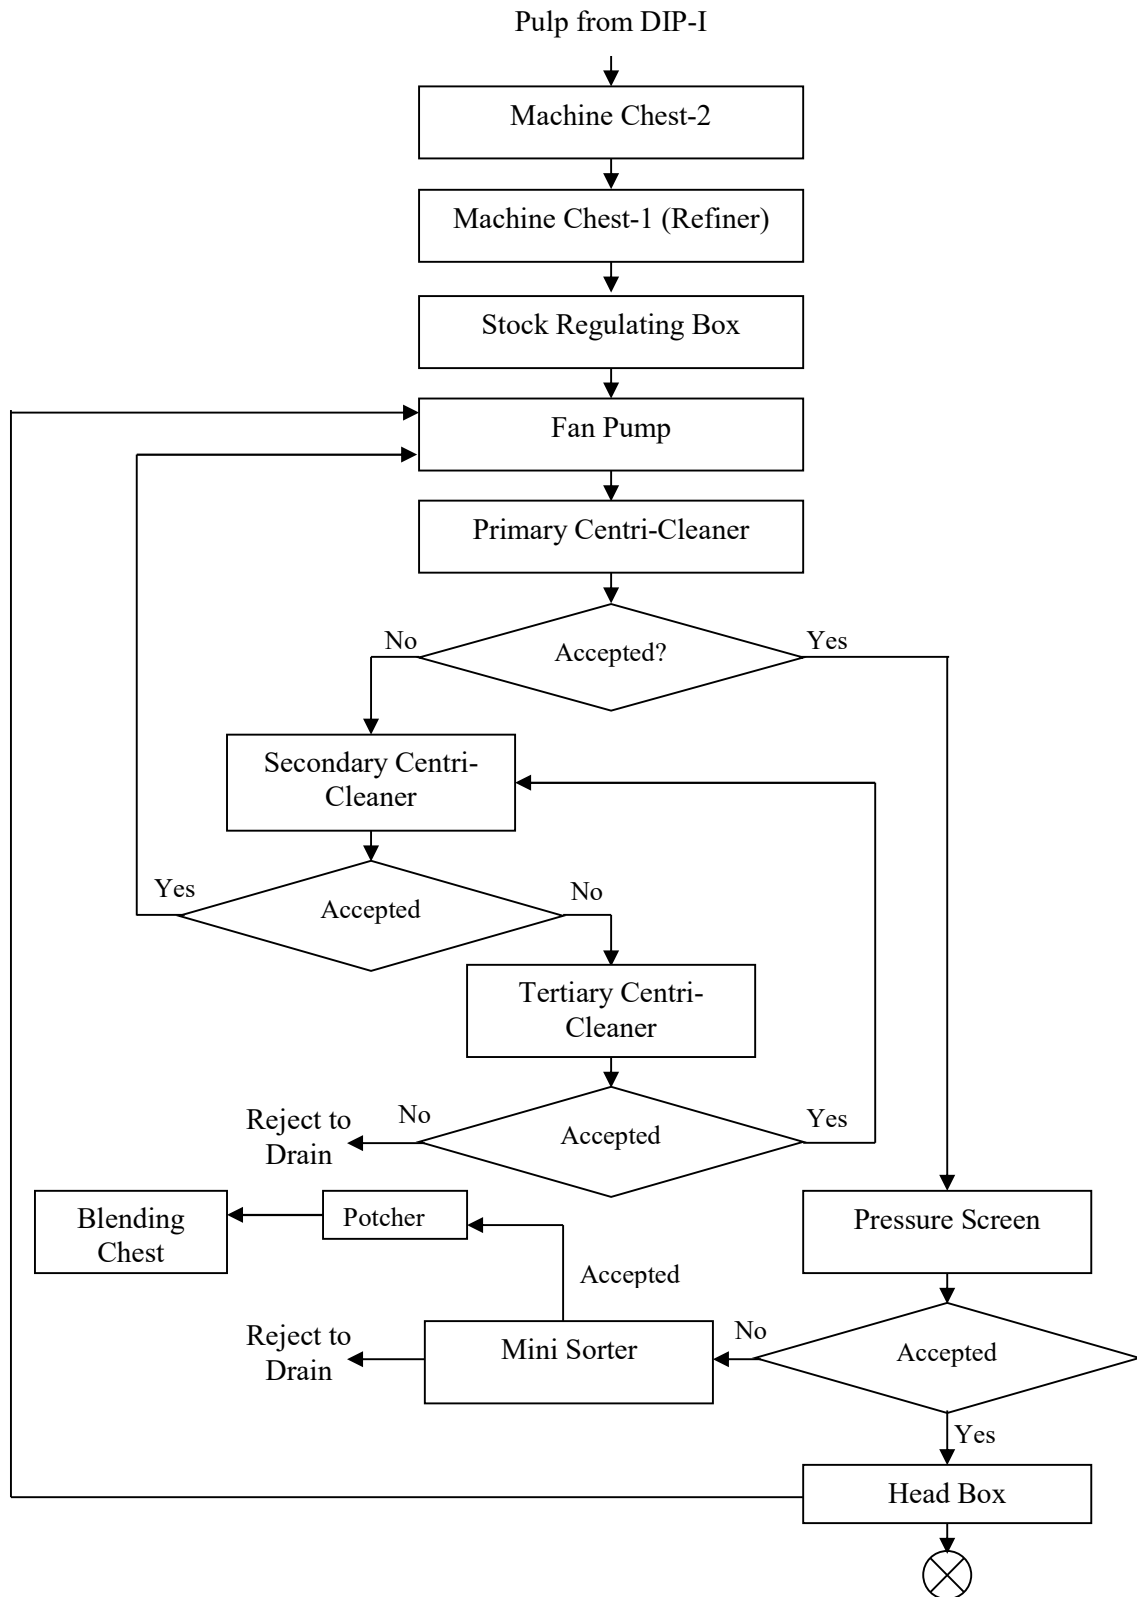 Pulp from DIP-I
Machine Chest-2
Machine Chest-1 (Refiner)
Stock Regulating Box
Fan Pump
Primary Centri-Cleaner
No
Accepted?
Yes
Secondary Centri-
Cleaner
Yes
Accepted
No
Tertiary Centri-
Cleaner
Reject to
Drain
No
Accepted
Yes
Blending
Chest
Potcher
Pressure Screen
Accepted
Reject to
Drain
Mini Sorter
No
Accepted
Yes
Head Box